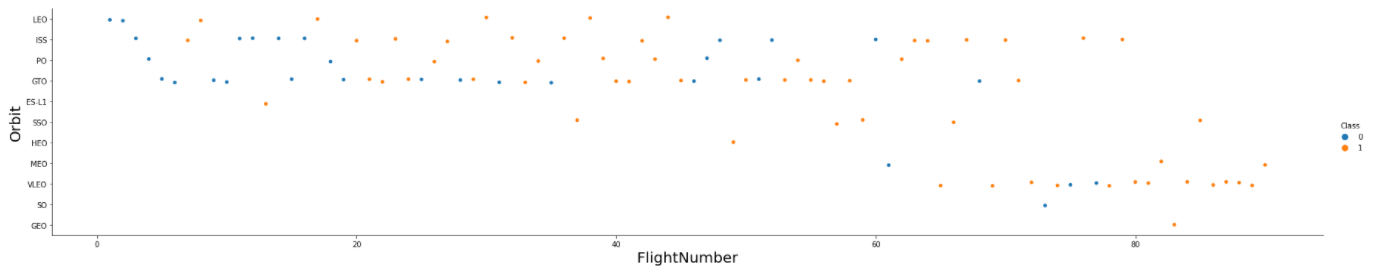 LEO
ISS
PO
GTO
ES-L1
SSO
HEO
MEO
VLEO
SO
GEO
Orbit
0 20 40 60 80
FlightNumber
Class
0
1